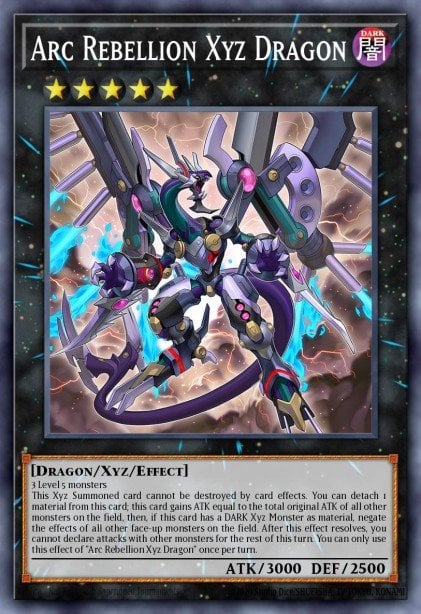 ARC REBELLION XYZ DRAGON
DARK
闇
[DRAGON/XYZ/EFFECT]
3 Level 5 monsters
This Xyz Summoned card cannot be destroyed by card effects. You can detach 1
material from this card; this card gains ATK equal to the total original ATK of all other
monsters on the field, then, if this card has a DARK Xyz Monster as material, negate
the effects of all other face-up monsters on the field. After this effect resolves, you
cannot declare attacks with other monsters for the rest of this turn. You can only use
this effect of "Arc Rebellion Xyz Dragon" once per turn.
ATK/3000 DEF/2500
KONAMI